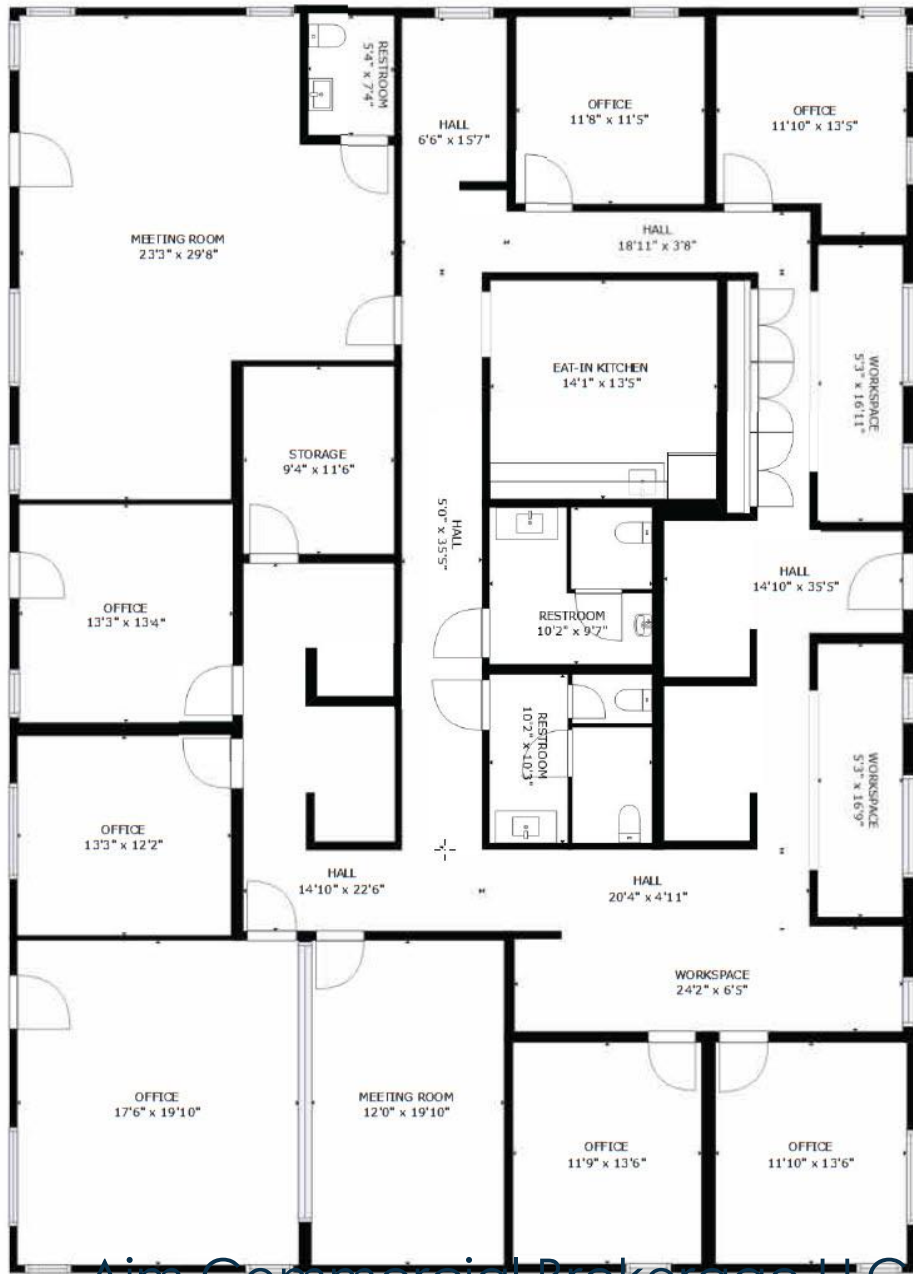 RESTROOM
5'4" x 7'4"
HALL
6'6" x 15'7"
OFFICE
11'8" x 11'5"
OFFICE
11'10" x 13'5"
MEETING ROOM
23'3" x 29'8"
HALL
18'11" x 3'8"
EAT-IN KITCHEN
14'1" x 13'5"
WORKSPACE
5'3" x 16'11"
STORAGE
9'4" x 11'6"
HALL
5'0" x 35'5"
HALL
14'10" x 35'5"
OFFICE
13'3" x 13'4"
RESTROOM
10'2" x 9'7"
RESTROOM
10'2" x 10'3"
WORKSPACE
5'3" x 16'9"
OFFICE
13'3" x 12'2"
HALL
14'10" x 22'6"
HALL
20'4" x 4'11"
WORKSPACE
24'2" x 6'5"
OFFICE
17'6" x 19'10"
MEETING ROOM
12'0" x 19'10"
OFFICE
11'9" x 13'6"
OFFICE
11'10" x 13'6"
Aim Commercial Brokerage LLC